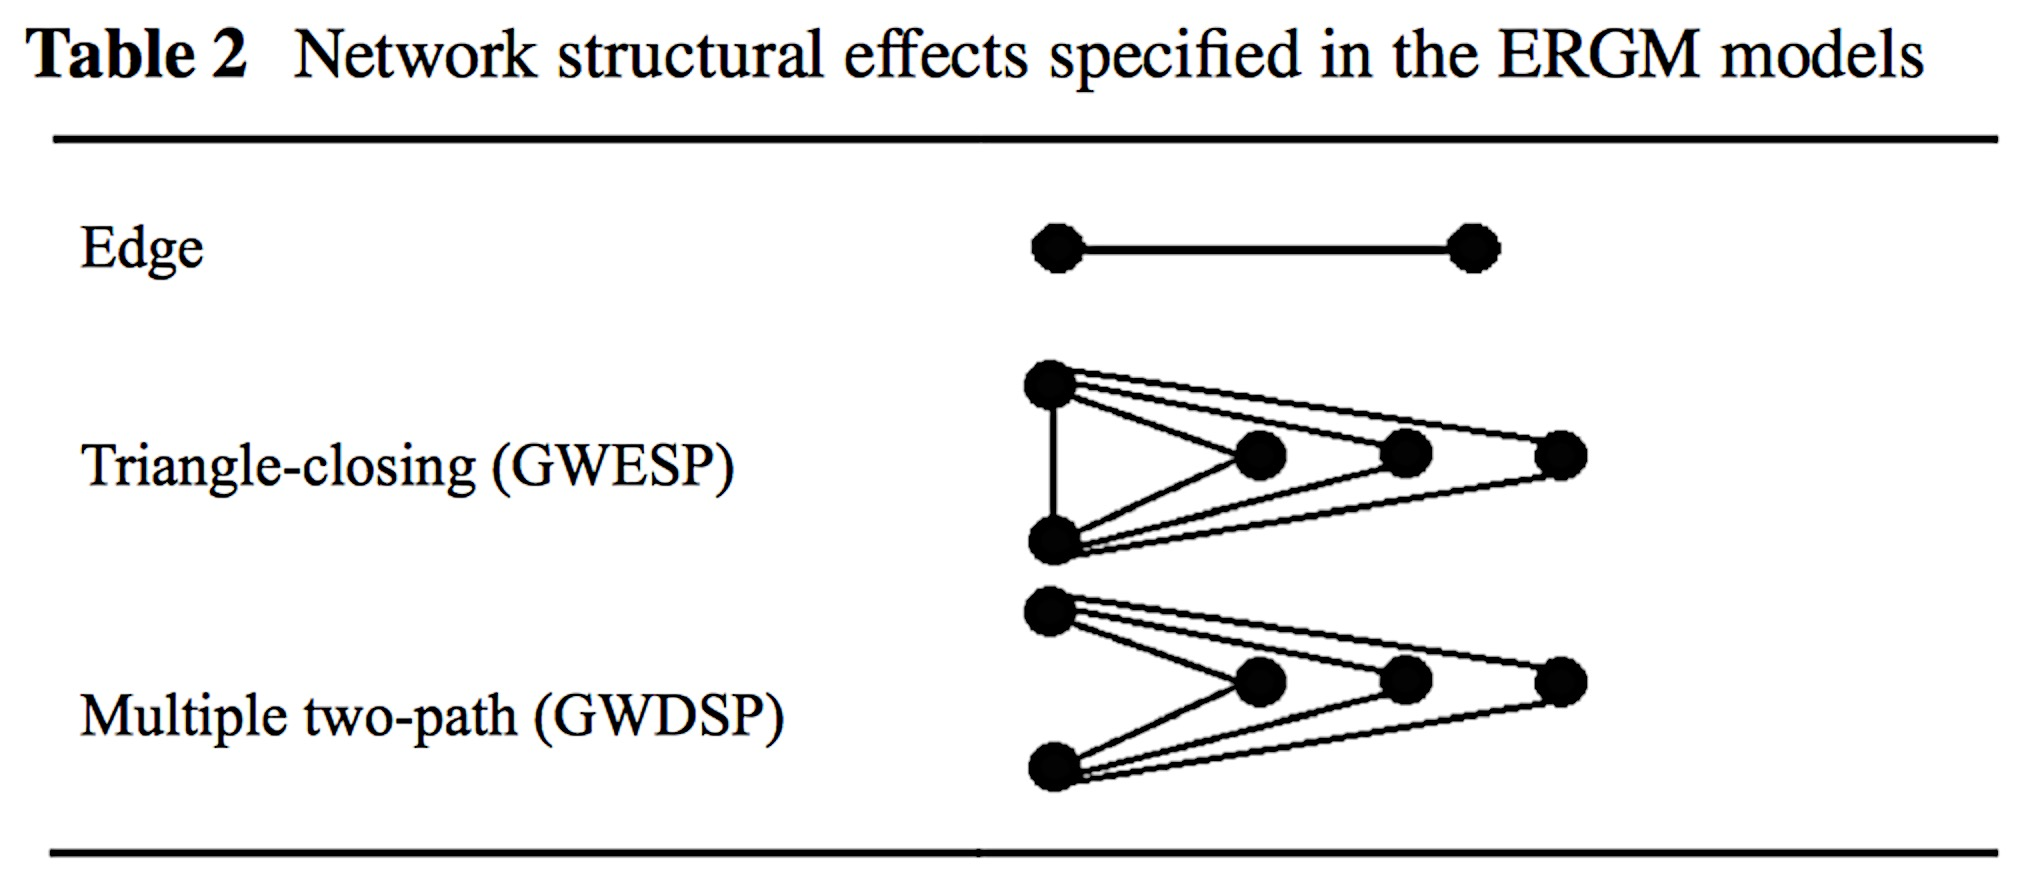 Table 2 Network structural effects specified in the ERGM models
Edge
Triangle-closing (GWESP)
Multiple two-path (GWDSP)